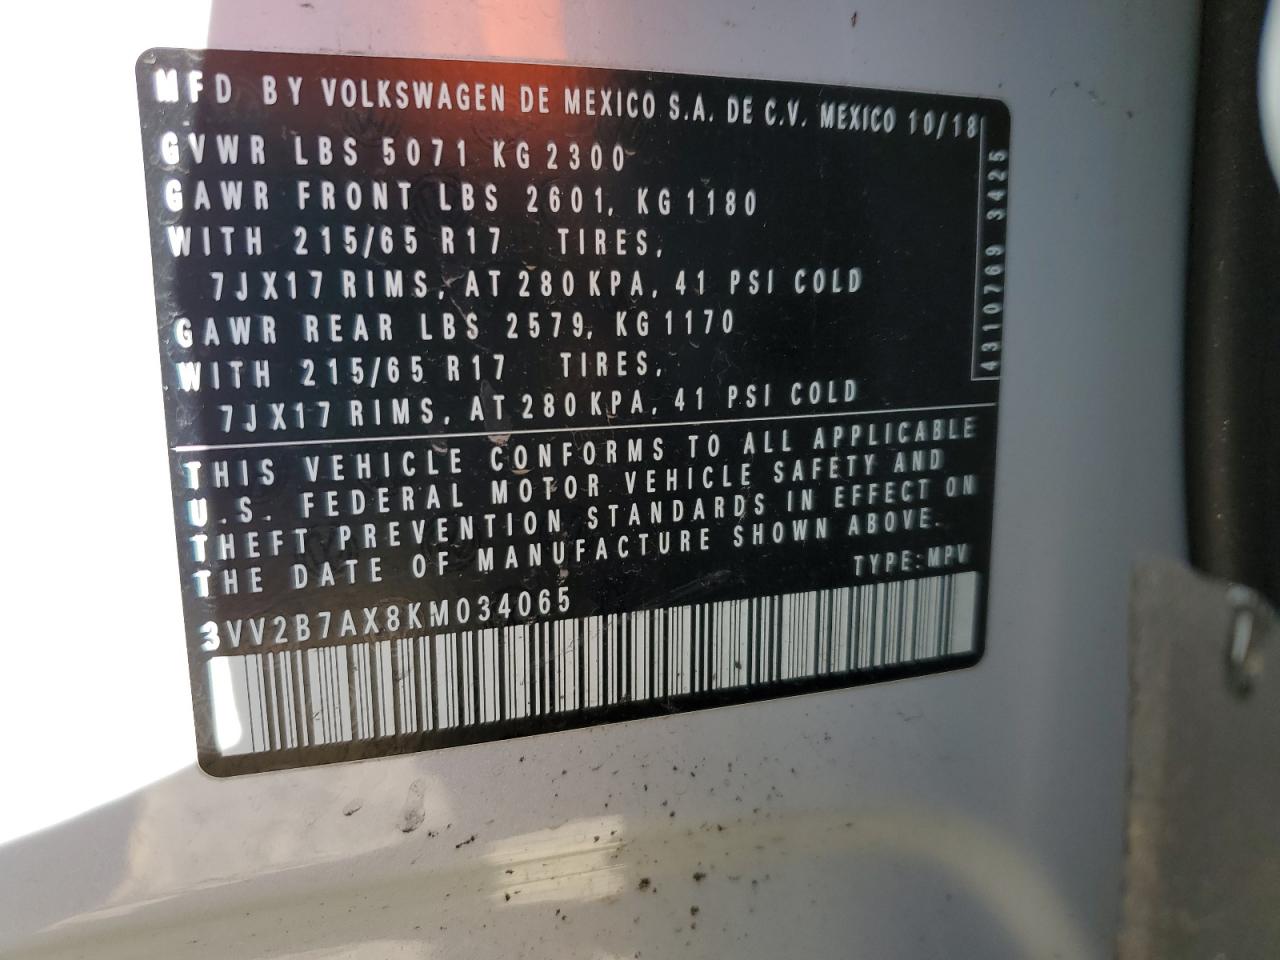 MFD BY VOLKSWAGEN DE MEXICO S.A. DE C.V. MEXICO 10/18
GVWR LBS 5071 KG 2300
GAWR FRONT LBS 2601, KG 1180
WITH 215/65 R17 TIRES,
7JX17 RIMS, AT 280 KPA, 41 PSI COLD
GAWR REAR LBS 2579, KG 1170
WITH 215/65 R17 TIRES,
7JX17 RIMS, AT 280 KPA, 41 PSI COLD
4310769 3425
THIS VEHICLE CONFORMS TO ALL APPLICABLE
U.S. FEDERAL MOTOR VEHICLE SAFETY AND
THEFT PREVENTION STANDARDS IN EFFECT ON
THE DATE OF MANUFACTURE SHOWN ABOVE.
TYPE: MPV
3VV2B7AX8KM034065